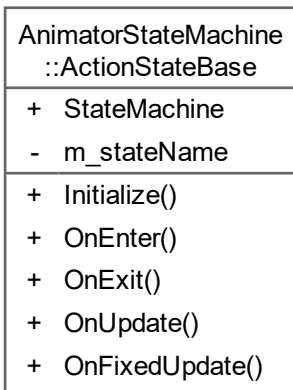 AnimatorStateMachine
::ActionStateBase
+ StateMachine
- m_stateName
+ Initialize()
+ OnEnter()
+ OnExit()
+ OnUpdate()
+ OnFixedUpdate()